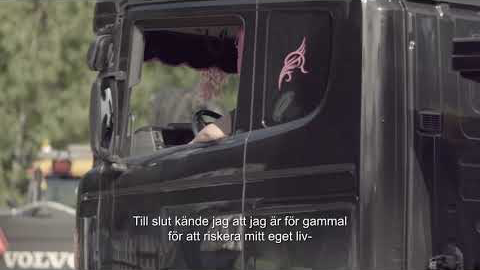 Till slut kände jag att jag är för gammal
för att riskera mitt eget liv-
VOLVO